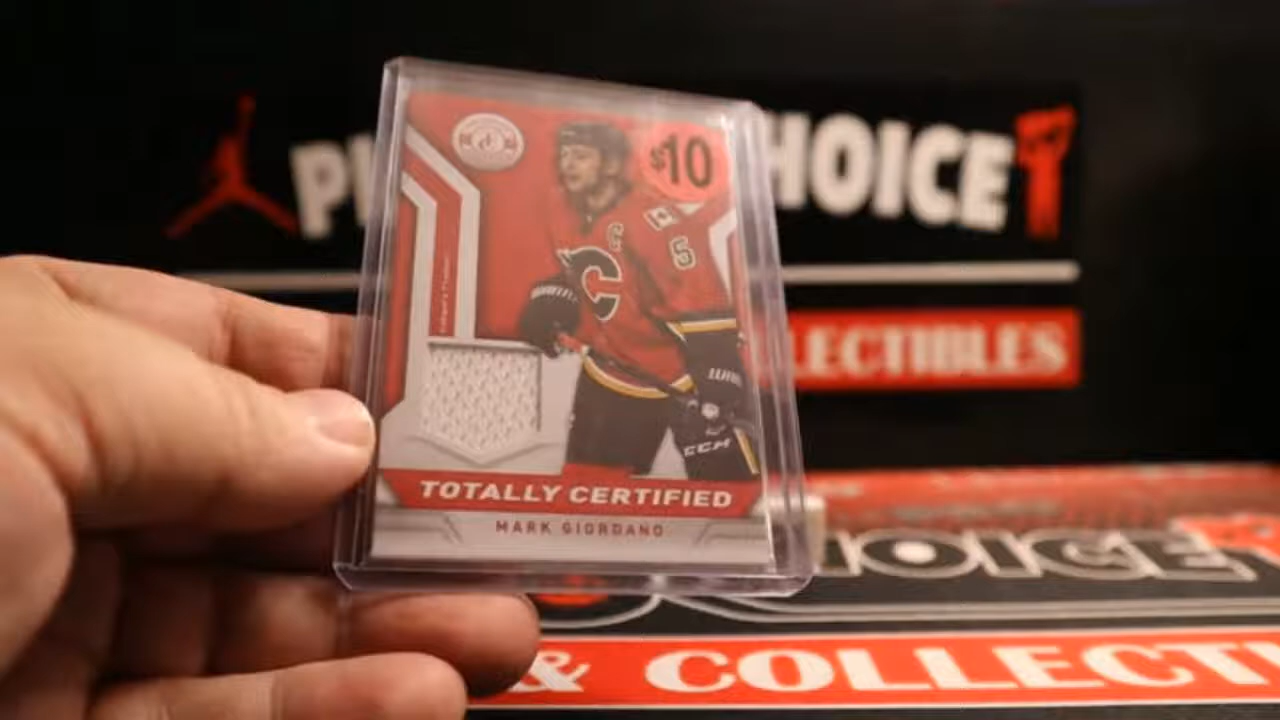 HOICE
$10
C
5
LECTIBLES
CCM
TOTALLY CERTIFIED
MARK GIORDANO
HOICE
& COLLECTI